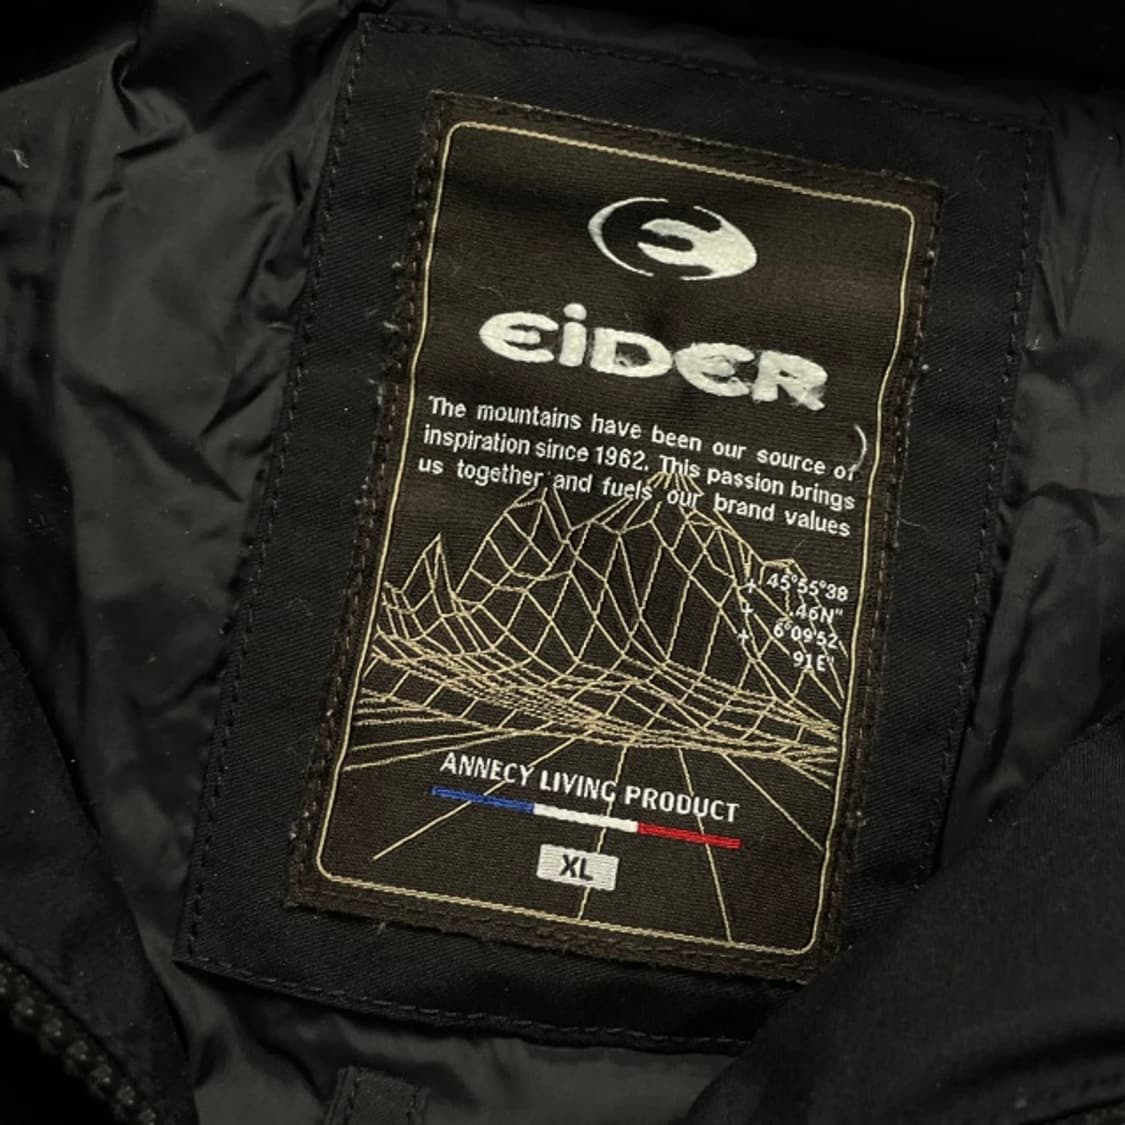 EiDER
The mountains have been our source of
inspiration since 1962. This passion brings
us together and fuels our brand values
45°55°38
.46N"
6°09'52.
91E"
ANNECY LIVING PRODUCT
XL